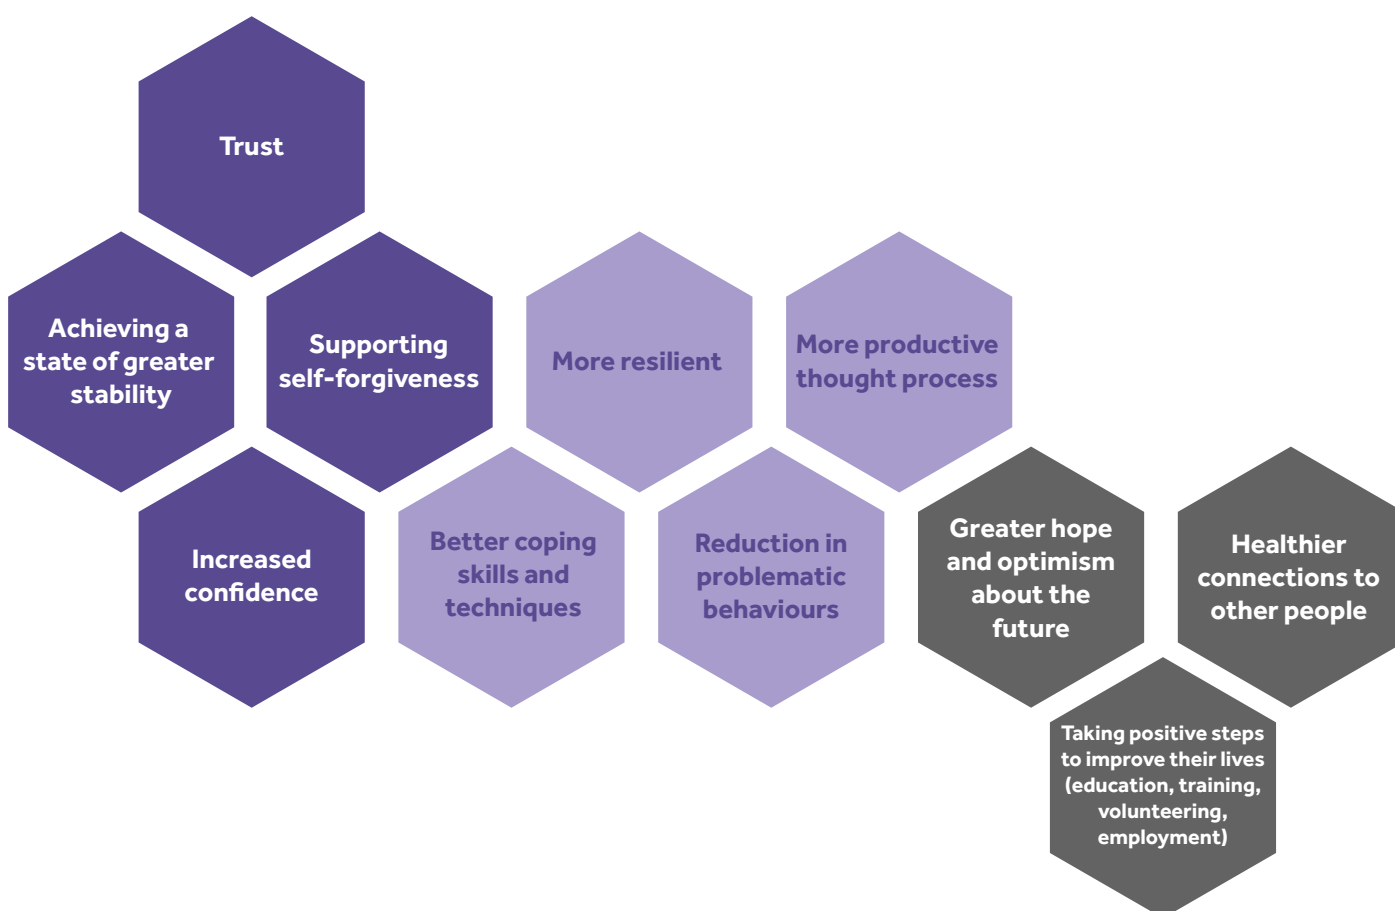 Trust
Achieving a
state of greater
stability
Supporting
self-forgiveness
More resilient
More productive
thought process
Increased
confidence
Better coping
skills and
techniques
Reduction in
problematic
behaviours
Greater hope
and optimism
about the
future
Healthier
connections to
other people
Taking positive steps
to improve their lives
(education, training,
volunteering,
employment)